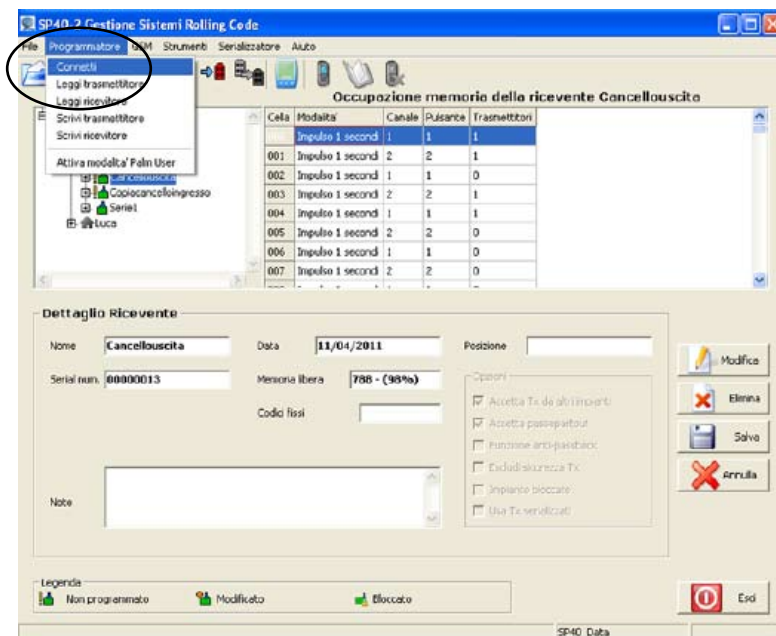 SP40-2 Gestione Sistemi Rolling Code
File Programmatore GSM Strumenti Serializzatore Aiuto
Connetti
Leggi trasmettitore
Leggi ricevitore
Scrivi trasmettitore
Scrivi ricevitore
Attiva modalita' Palm User
Occupazione memoria della ricevente Cancellouscita
Cella Modalita' Canale Pulsante Trasmettitori
Impulso 1 second 1 1 1
001 Impulso 1 second 2 2 1
002 Impulso 1 second 1 1 0
003 Impulso 1 second 2 2 1
004 Impulso 1 second 1 1 1
005 Impulso 1 second 2 2 0
006 Impulso 1 second 1 1 0
007 Impulso 1 second 2 2 0
Cancellouscita
Copiacancelloingresso
Serie1
Luca
Dettaglio Ricevente
Nome Cancellouscita Data 11/04/2011 Posizione
Serial num. 00000013 Memoria libera 788 - (98%)
Codici fissi
Opzioni
Accetta Tx da altri impianti
Accetta passepartout
Funzione anti-passback
Escludi sicurezza Tx
Impianto bloccato
Usa Tx serializzati
Note
Modifica
Elimina
Salva
Annulla
Legenda
Non programmato Modificato Bloccato
Esci
SP40_Data